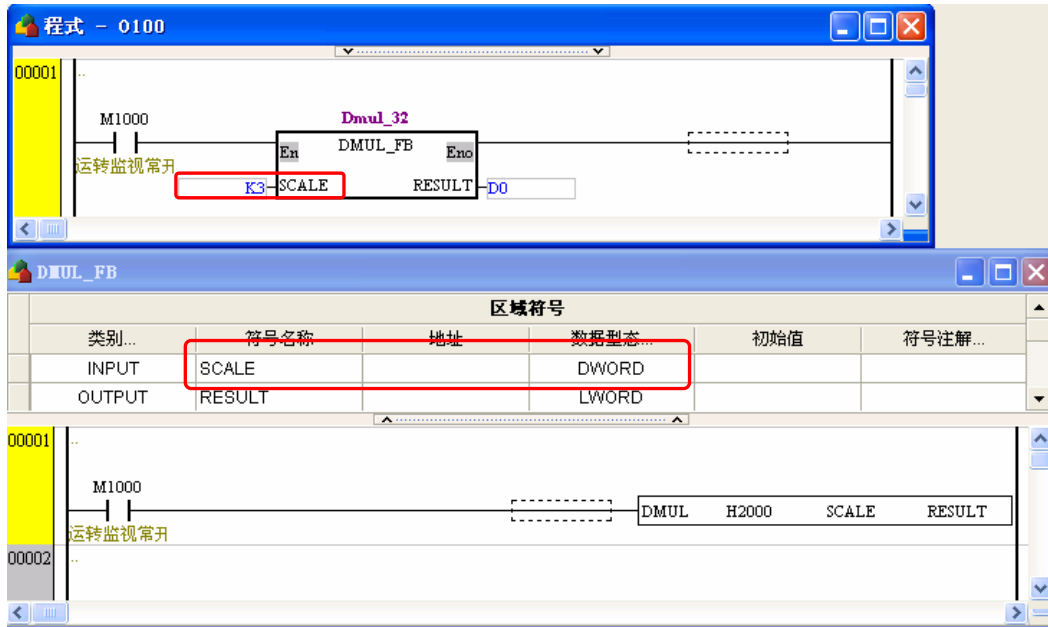 程式 - 0100
00001
..
M1000
运转监视常开
Dmul_32
DMUL_FB
En
Eno
K3
SCALE
RESULT
D0
DMUL_FB
区域符号
类别... 符号名称 地址 数据型态... 初始值 符号注解...
INPUT SCALE DWORD
OUTPUT RESULT LWORD
00001
..
M1000
运转监视常开
DMUL H2000 SCALE RESULT
00002
..